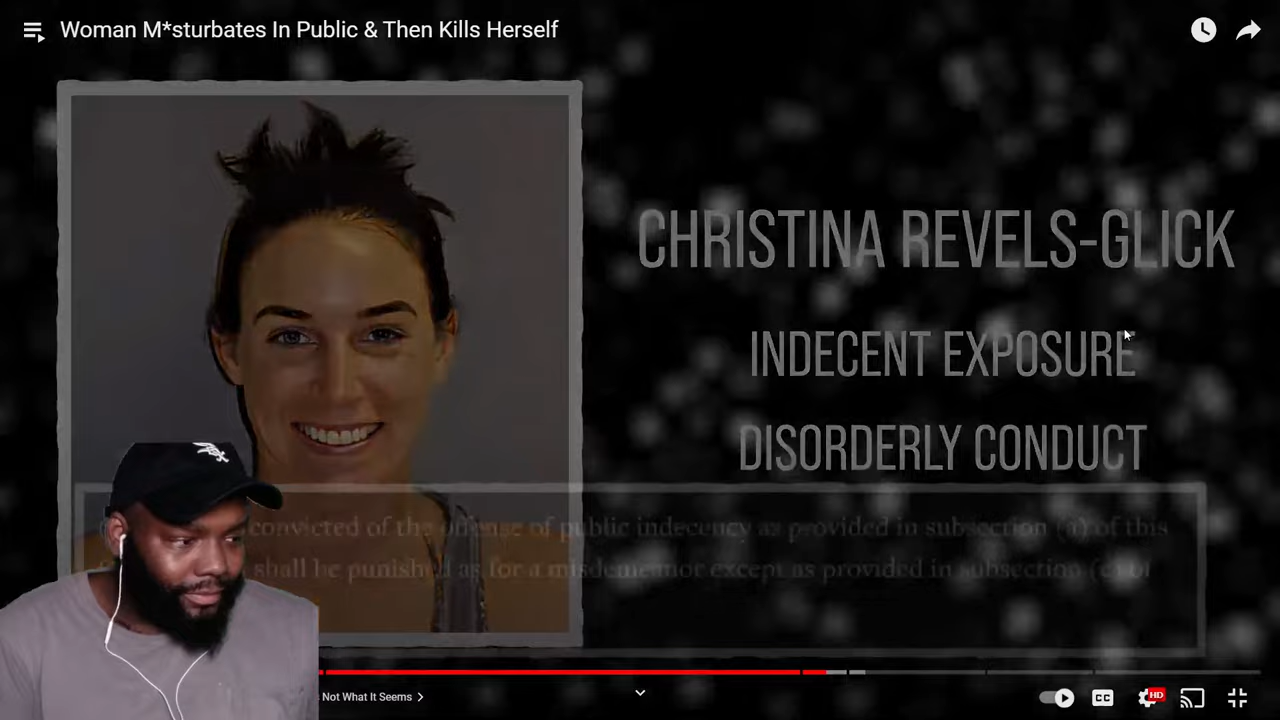 Woman M*sturbates In Public & Then Kills Herself
CHRISTINA REVELS-GLICK
INDECENT EXPOSURE
DISORDERLY CONDUCT
convicted of the offense of public indecency as provided in subsection (a) of this
shall be punished as for a misdemeanor except as provided in subsection (c) of
Not What It Seems
CC
HD